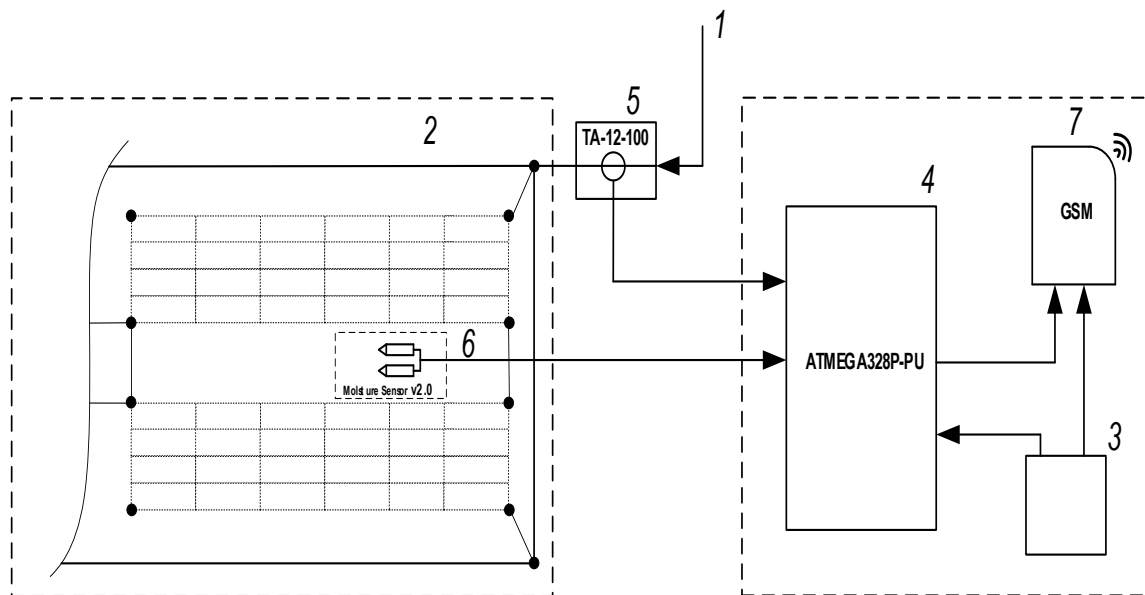 1
5
TA-12-100
2
7
4
GSM
6
ATMEGA328P-PU
Moisture Sensor v2.0
3